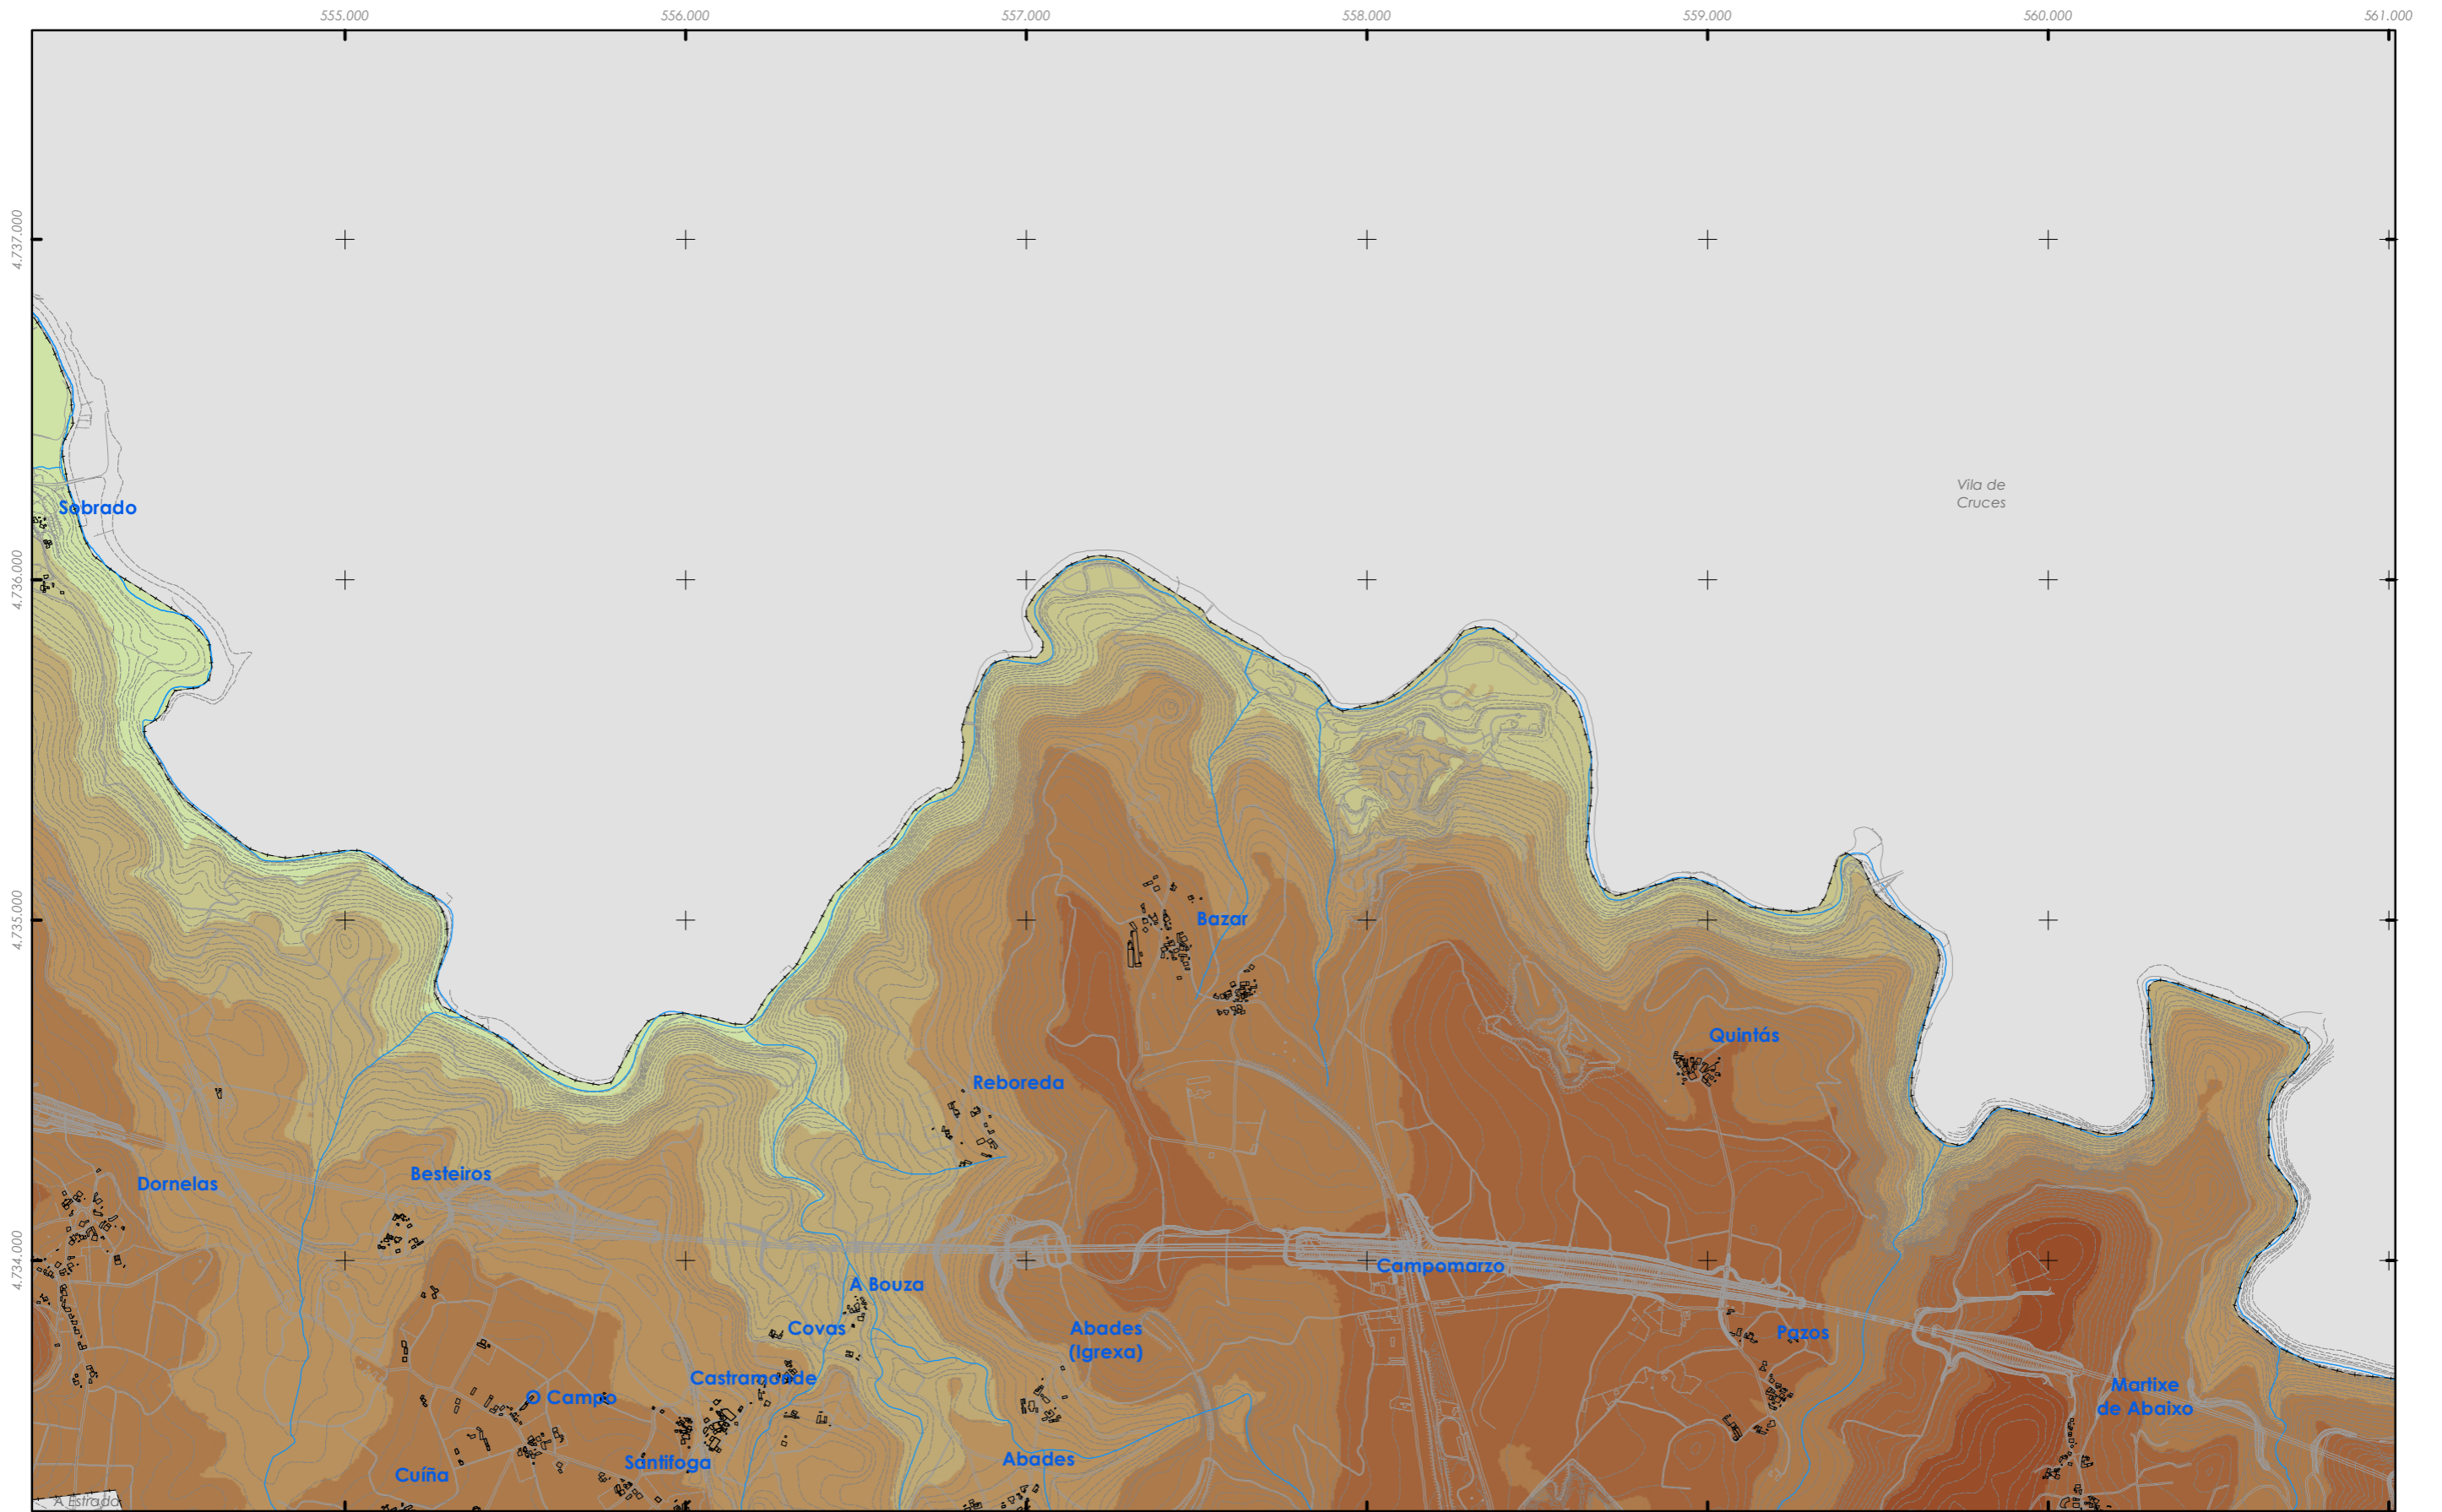 555.000 556.000 557.000 558.000 559.000 560.000 561.000
4.737.000
Vila de
Cruces
Sobrado
4.736.000
Bazar
4.735.000
Quintás
Reboreda
Besteiros
Dornelas
4.734.000
Campomarzo
A Bouza
Covas
Abades
(Igrexa)
Pazos
Castramonde
Martixe
de Abaixo
O Campo
Santifoga
Abades
Cuíña
A Estrada